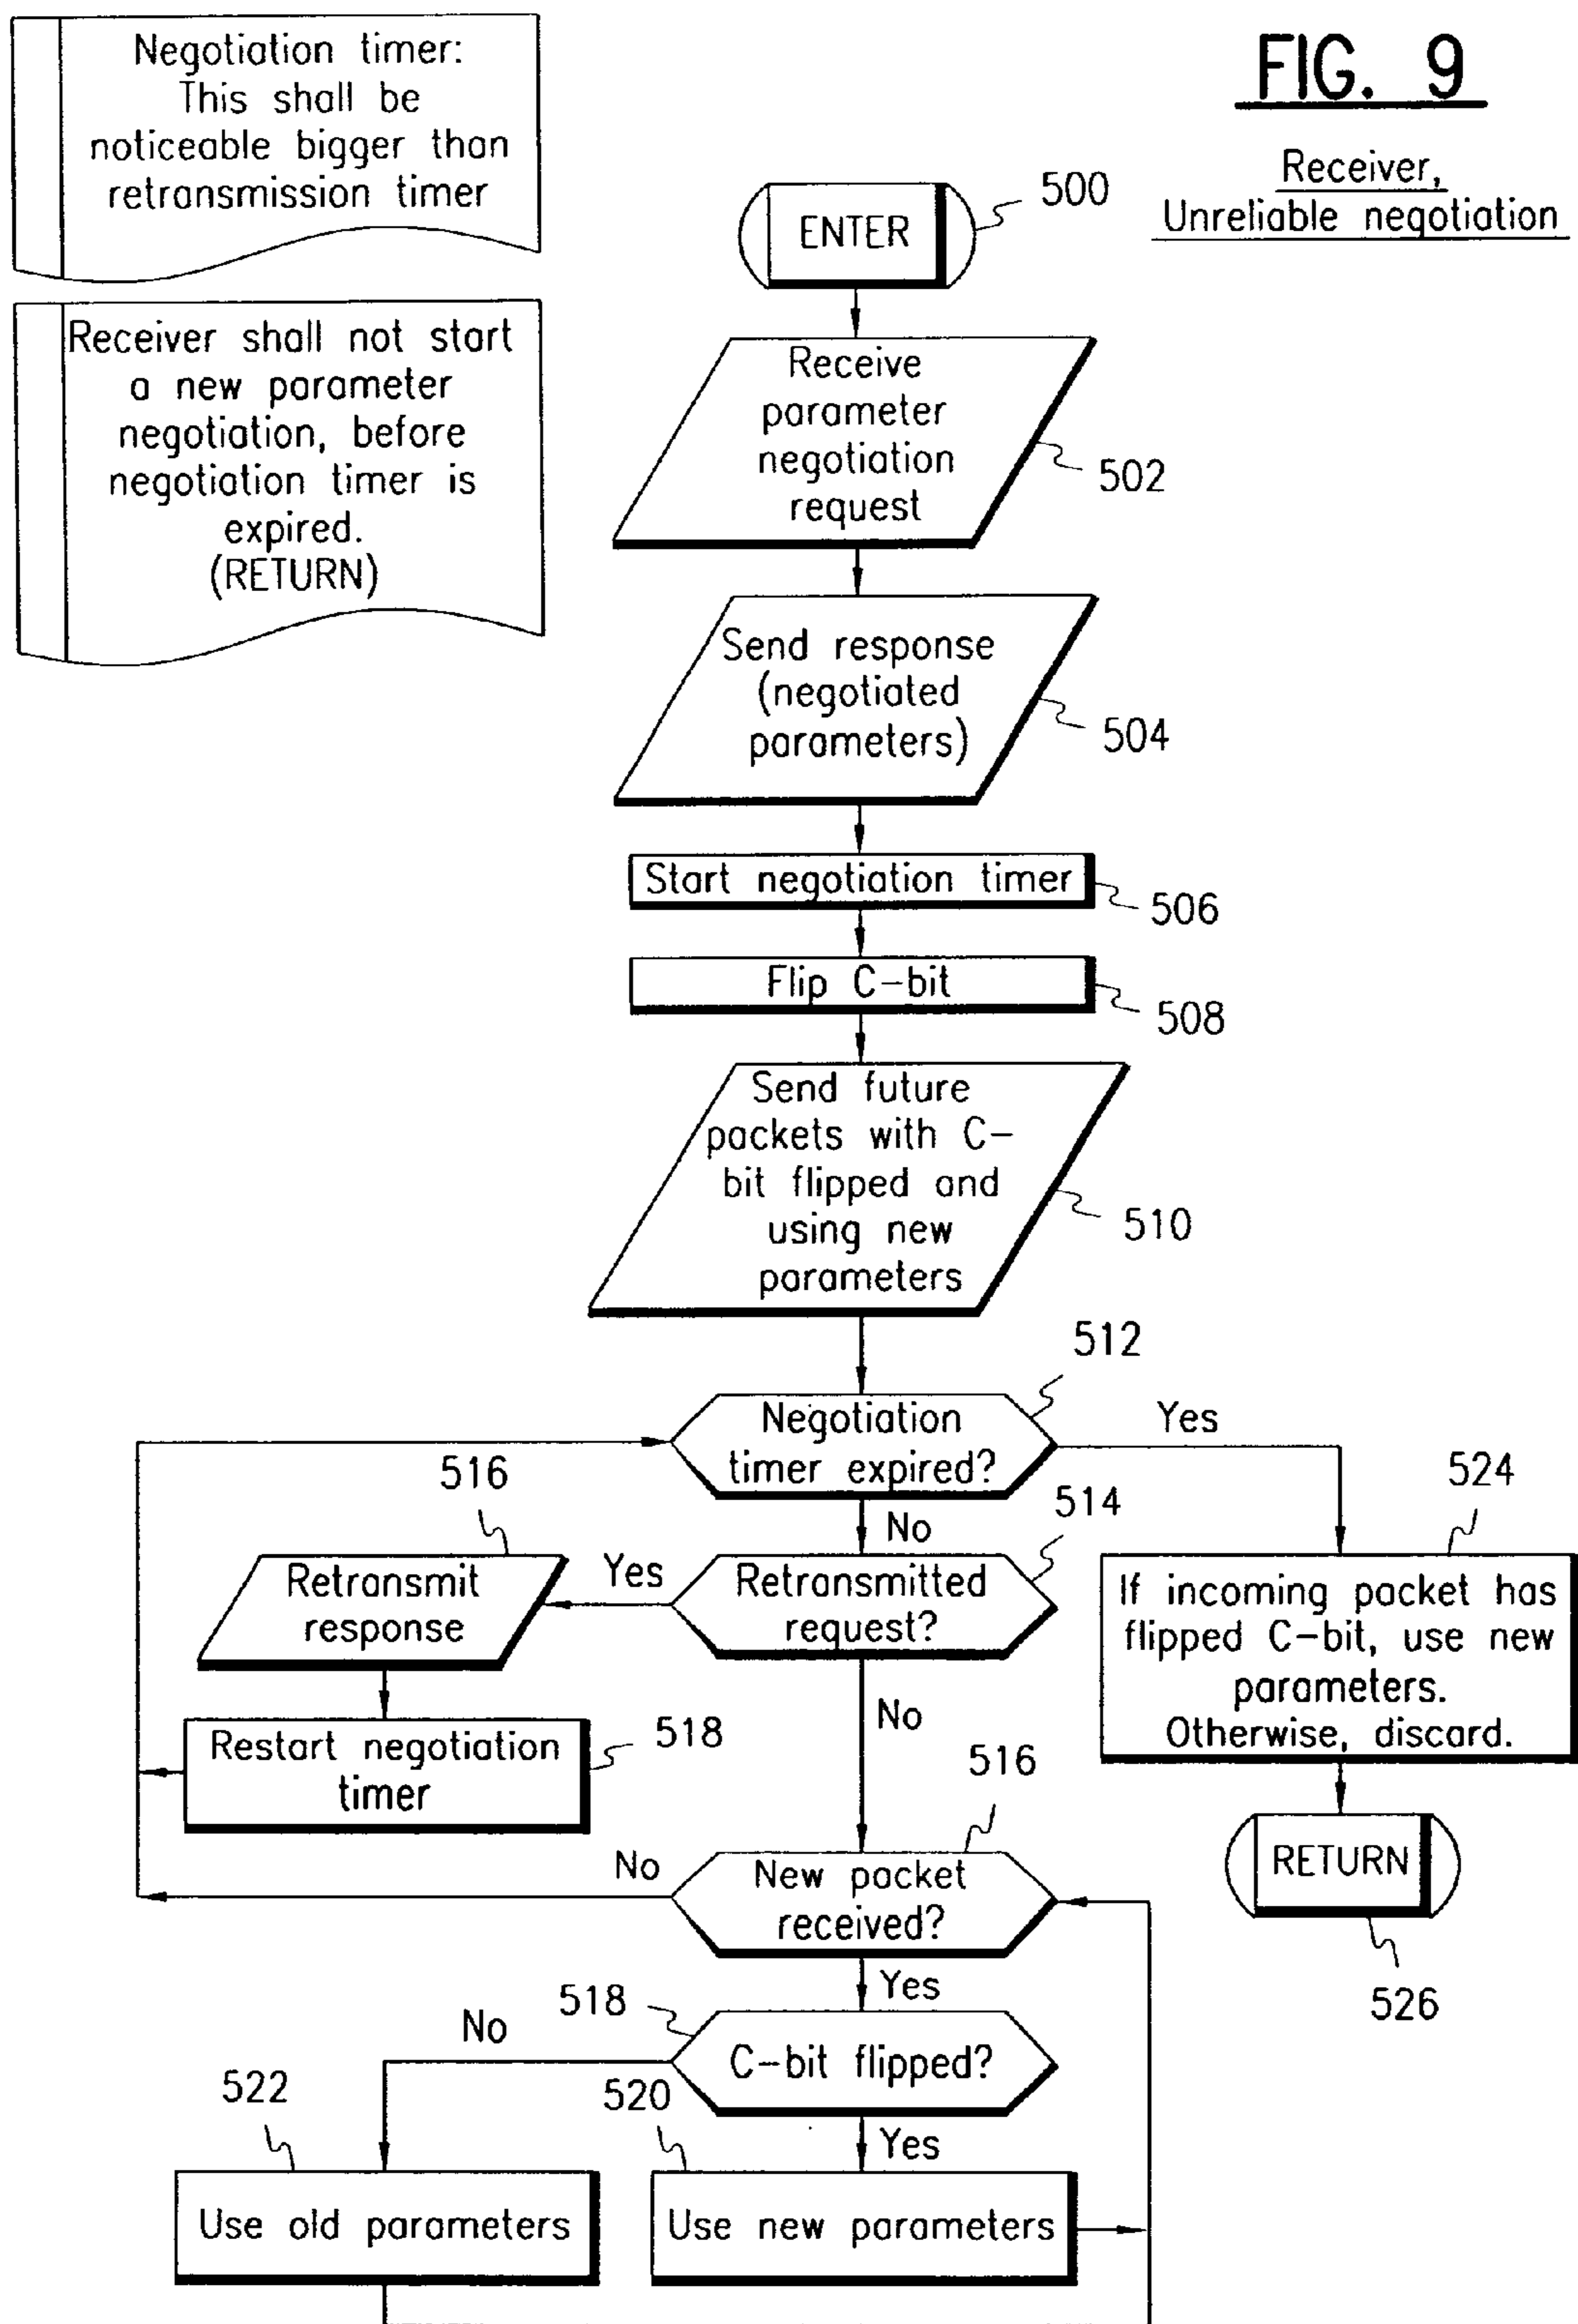 Negotiation timer:
This shall be
noticeable bigger than
retransmission timer
Receiver shall not start
a new parameter
negotiation, before
negotiation timer is
expired.
(RETURN)
FIG. 9
Receiver,
Unreliable negotiation
ENTER
500
Receive
parameter
negotiation
request
502
Send response
(negotiated
parameters)
504
Start negotiation timer
506
Flip C-bit
508
Send future
packets with C-
bit flipped and
using new
parameters
510
512
Negotiation
timer expired?
Yes
No
514
Retransmitted
request?
Yes
516
Retransmit
response
Restart negotiation
timer
518
No
516
New packet
received?
No
Yes
518
C-bit flipped?
No
Yes
522
Use old parameters
520
Use new parameters
524
If incoming packet has
flipped C-bit, use new
parameters.
Otherwise, discard.
RETURN
526